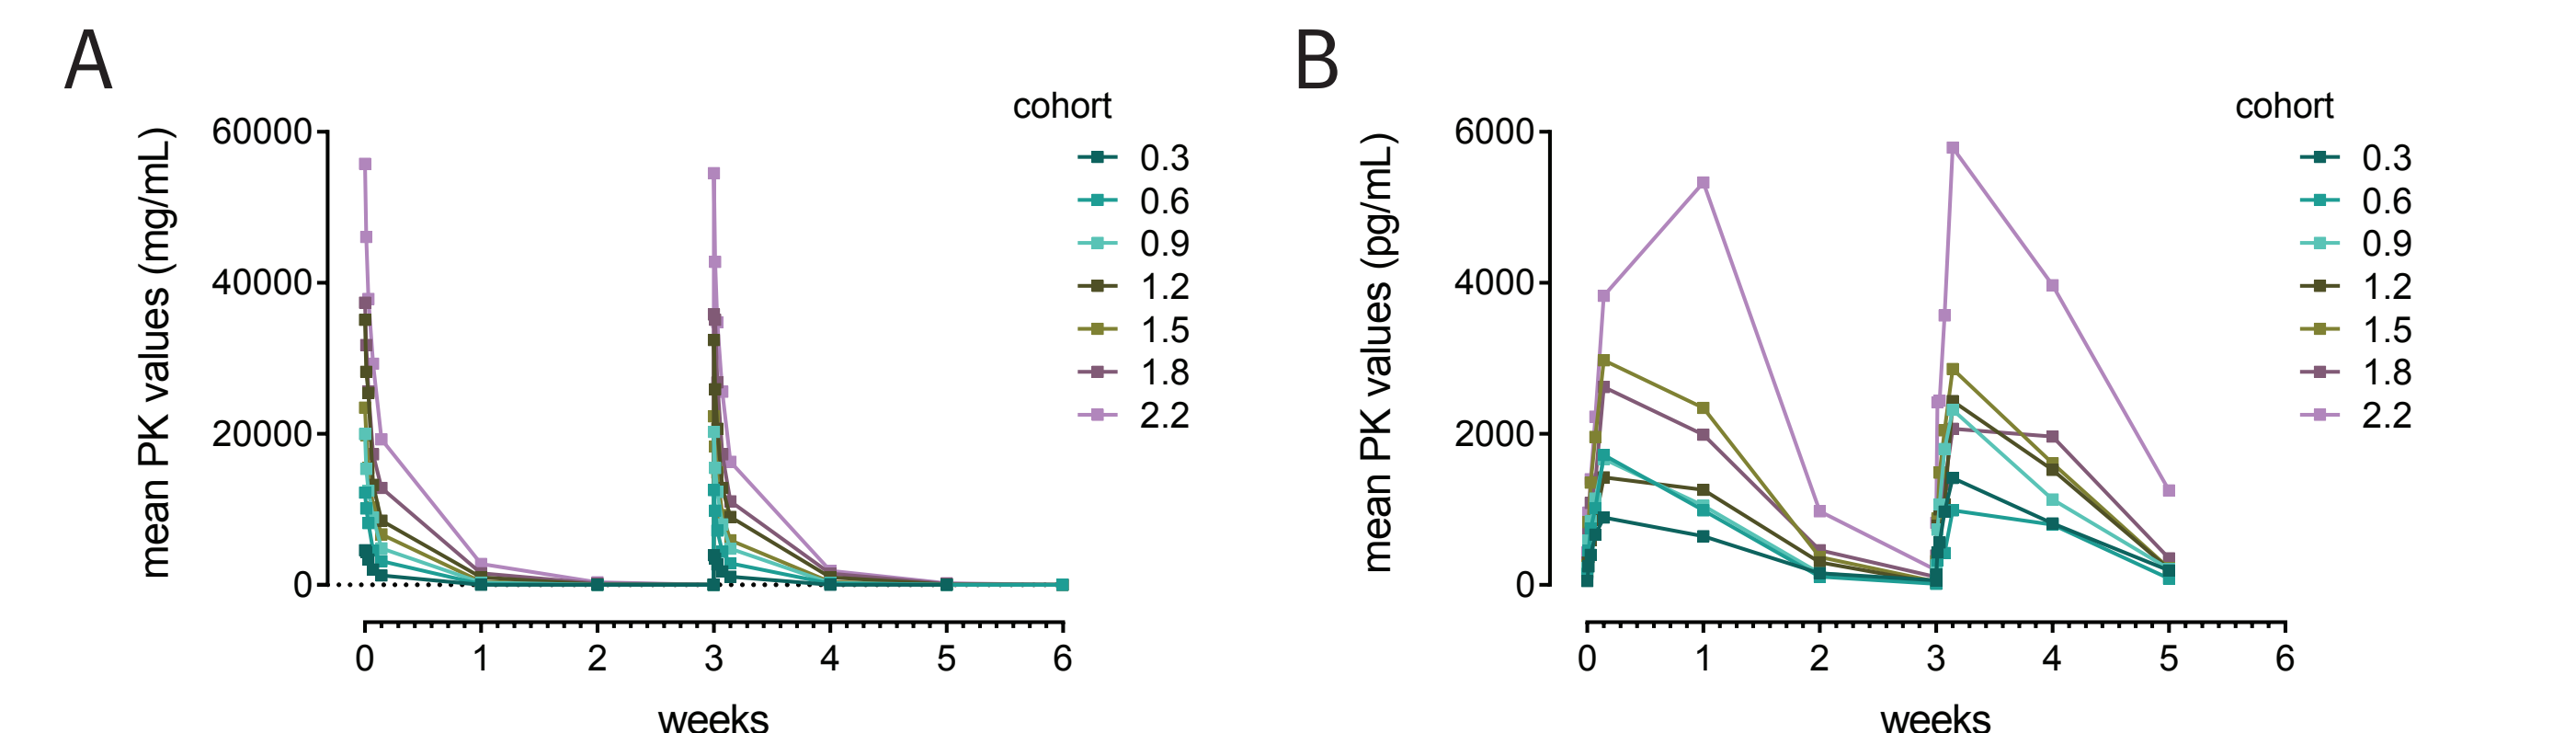 A
mean PK values (mg/mL)
60000
40000
20000
0
0 1 2 3 4 5 6
weeks
cohort
0.3
0.6
0.9
1.2
1.5
1.8
2.2
B
mean PK values (pg/mL)
6000
4000
2000
0
0 1 2 3 4 5 6
weeks
cohort
0.3
0.6
0.9
1.2
1.5
1.8
2.2